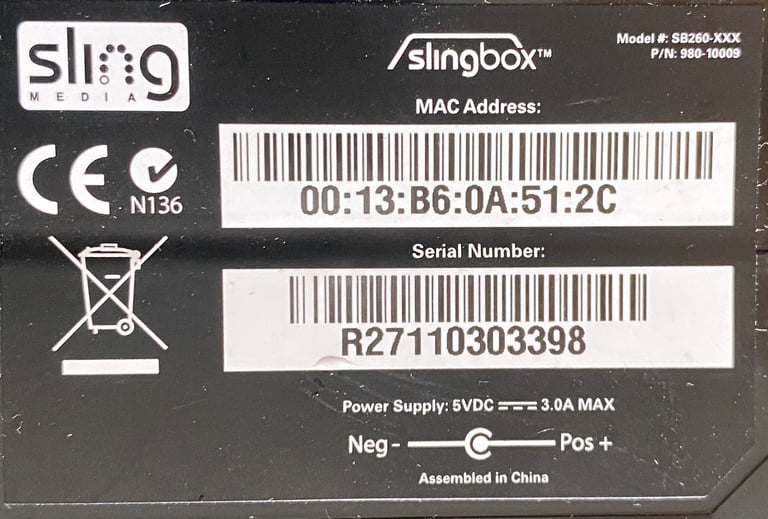 sling
MEDIA
slingbox™
Model #: SB260-XXX
P/N: 980-10009
MAC Address:
00:13:B6:0A:51:2C
CE
N136
Serial Number:
R27110303398
Power Supply: 5VDC ⎓ 3.0A MAX
Neg - Pos +
Assembled in China